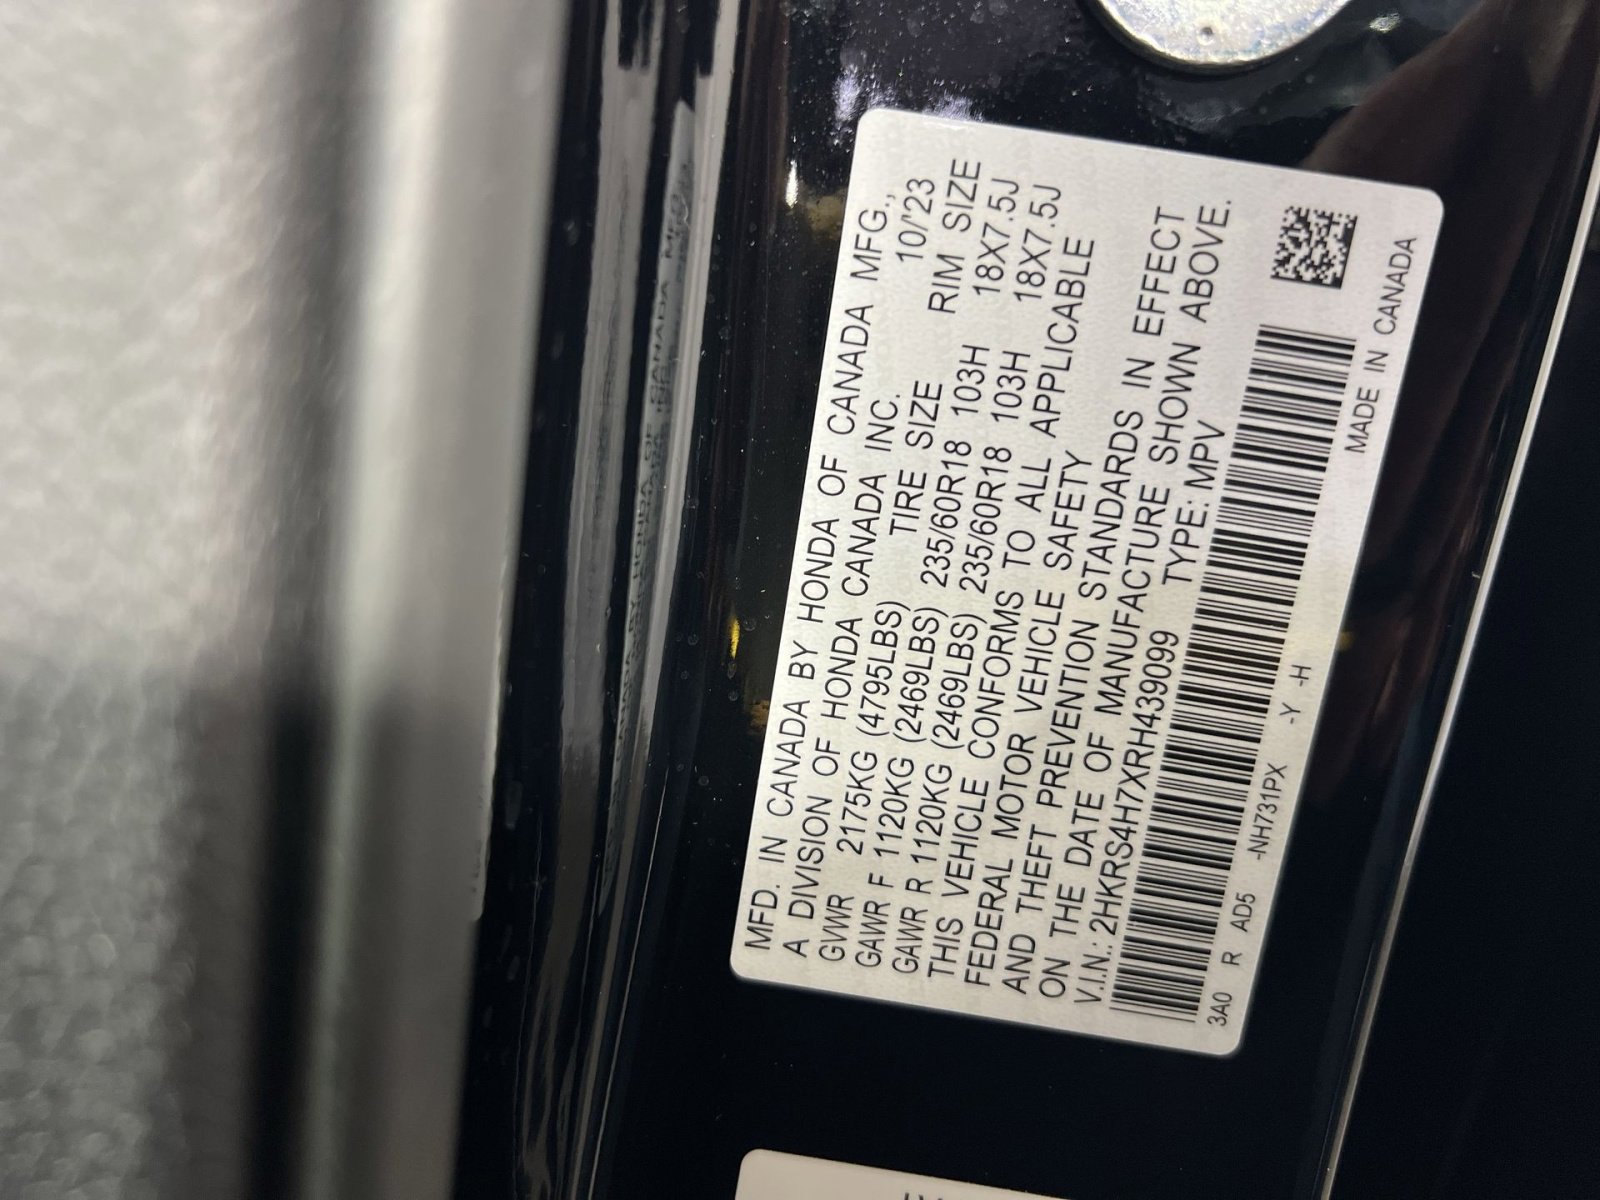 MFD. IN CANADA BY HONDA OF CANADA MFG.,
A DIVISION OF HONDA CANADA INC. 10/'23
GVWR 2175KG (4795LBS) TIRE SIZE RIM SIZE
GAWR F 1120KG (2469LBS) 235/60R18 103H 18X7.5J
GAWR R 1120KG (2469LBS) 235/60R18 103H 18X7.5J
THIS VEHICLE CONFORMS TO ALL APPLICABLE
FEDERAL MOTOR VEHICLE SAFETY
AND THEFT PREVENTION STANDARDS IN EFFECT
ON THE DATE OF MANUFACTURE SHOWN ABOVE.
V.I.N.: 2HKRS4H7XRH439099 TYPE: MPV
3A0 R AD5 -NH731PX -Y -H
MADE IN CANADA